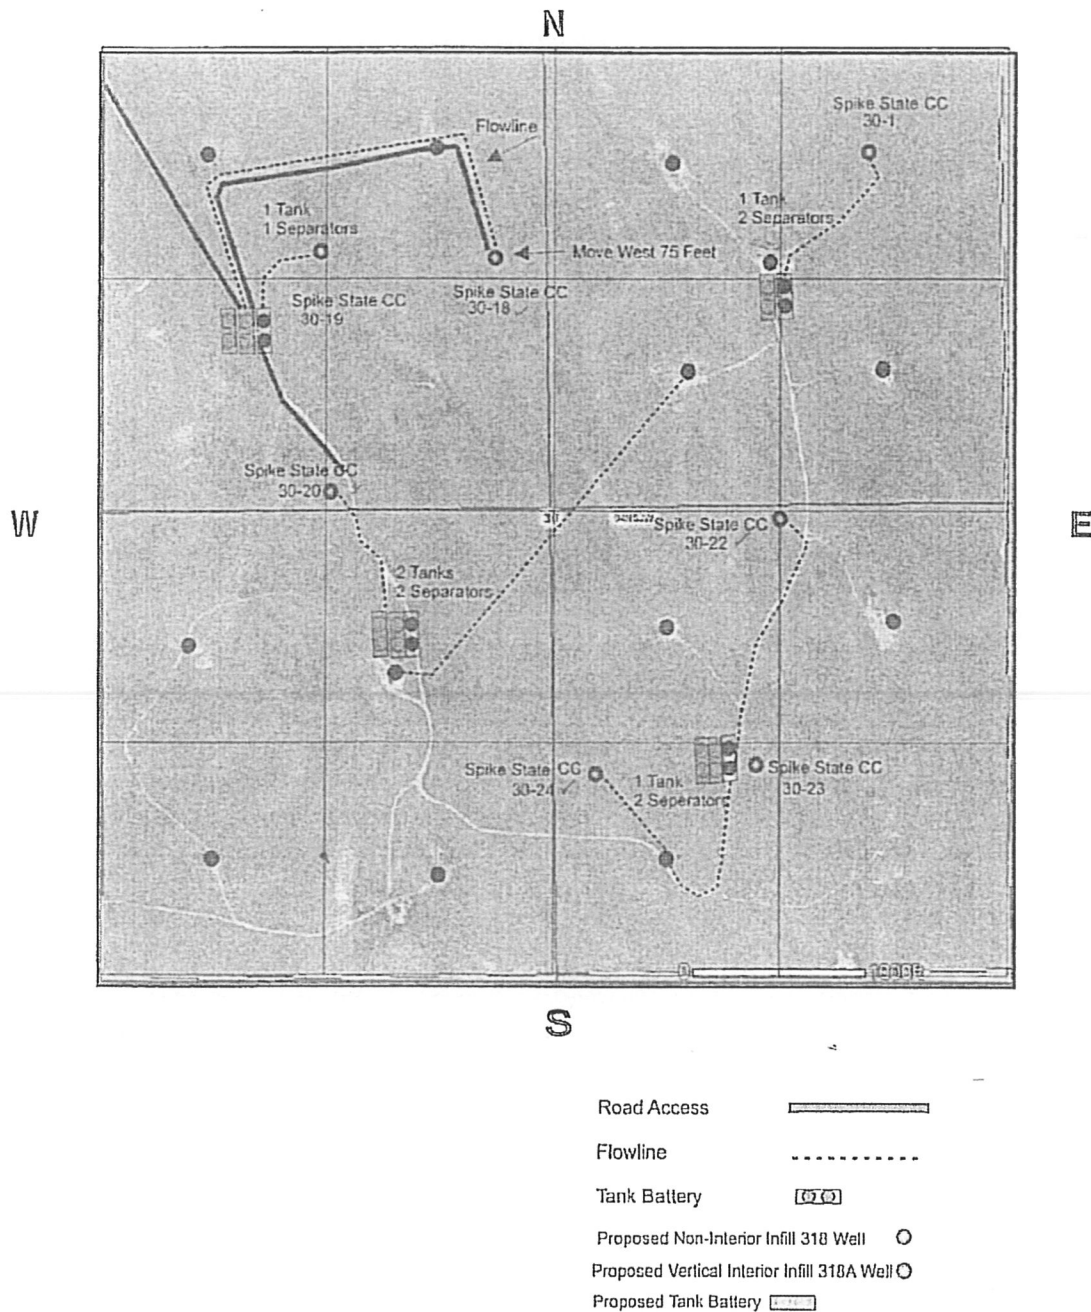 N
Spike State CC
30-1
Flowline
1 Tank
2 Separators
1 Tank
1 Separators
Move West 75 Feet
Spike State CC
30-19
Spike State CC
30-18
Spike State CC
30-20
W
E
30
Spike State CC
30-22
2 Tanks
2 Separators
Spike State CC
30-24
1 Tank
2 Seperators
Spike State CC
30-23
0
S
Road Access
Flowline
Tank Battery
Proposed Non-Interior Infill 318 Well
Proposed Vertical Interior Infill 318A Well
Proposed Tank Battery